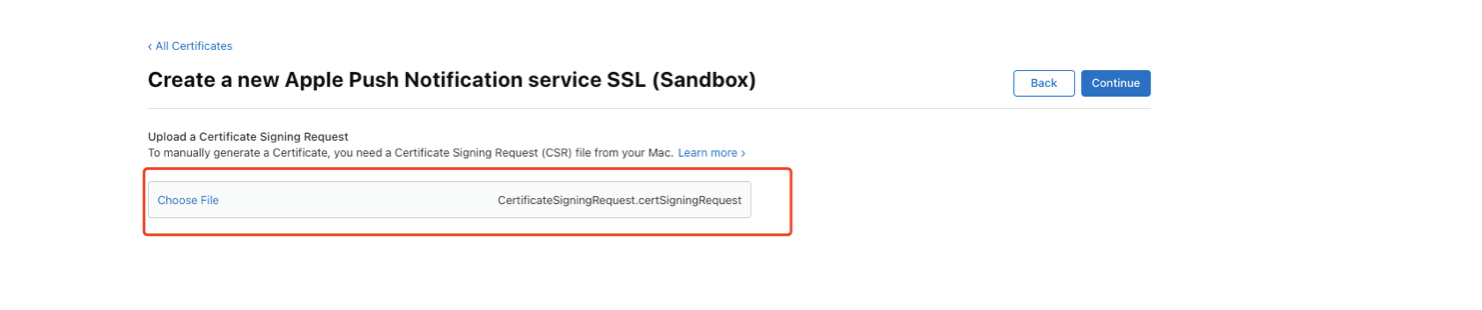 ‹ All Certificates
Create a new Apple Push Notification service SSL (Sandbox)
Back
Continue
Upload a Certificate Signing Request
To manually generate a Certificate, you need a Certificate Signing Request (CSR) file from your Mac. Learn more ›
Choose File
CertificateSigningRequest.certSigningRequest